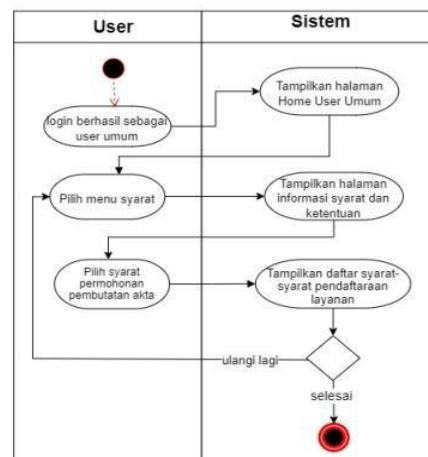 User
Sistem
login berhasil sebagai
user umum
Tampilkan halaman
Home User Umum
Pilih menu syarat
Tampilkan halaman
informasi syarat dan
ketentuan
Pilih syarat
permohonan
pembutatan akta
Tampilkan daftar syarat-
syarat pendaftaraan
layanan
ulangi lagi
selesai